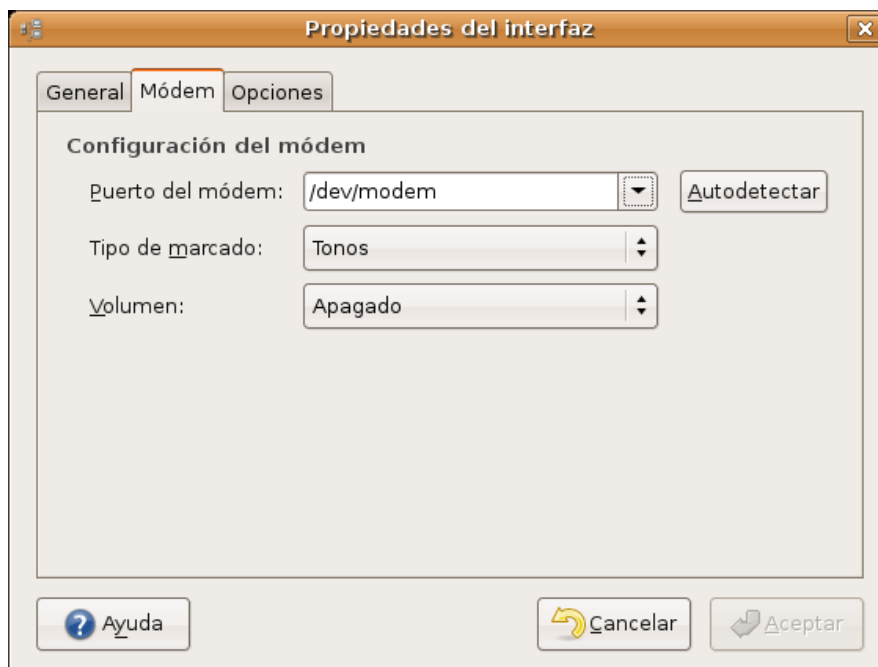 Propiedades del interfaz
General Módem Opciones
Configuración del módem
Puerto del módem: /dev/modem Autodetectar
Tipo de marcado: Tonos
Volumen: Apagado
Ayuda Cancelar Aceptar